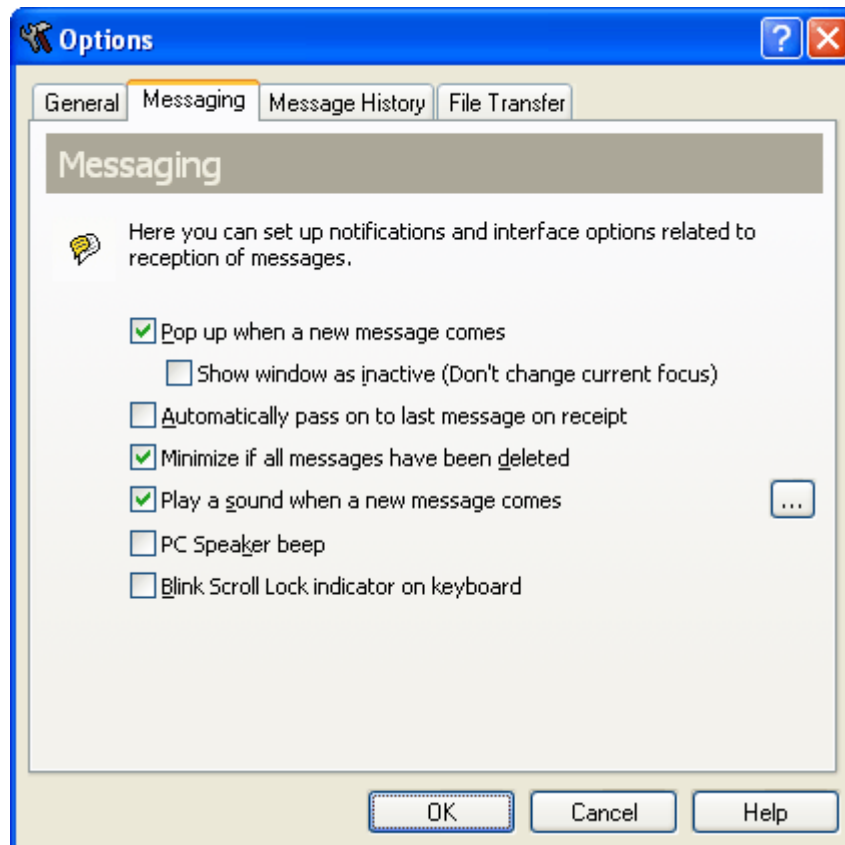 Options
General Messaging Message History File Transfer
Messaging
Here you can set up notifications and interface options related to
reception of messages.
Pop up when a new message comes
Show window as inactive (Don't change current focus)
Automatically pass on to last message on receipt
Minimize if all messages have been deleted
Play a sound when a new message comes
...
PC Speaker beep
Blink Scroll Lock indicator on keyboard
OK Cancel Help